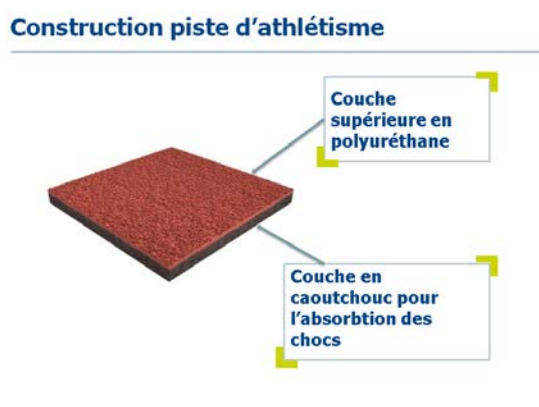 Construction piste d’athlétisme
Couche
supérieure en
polyuréthane
Couche en
caoutchouc pour
l’absorbtion des
chocs